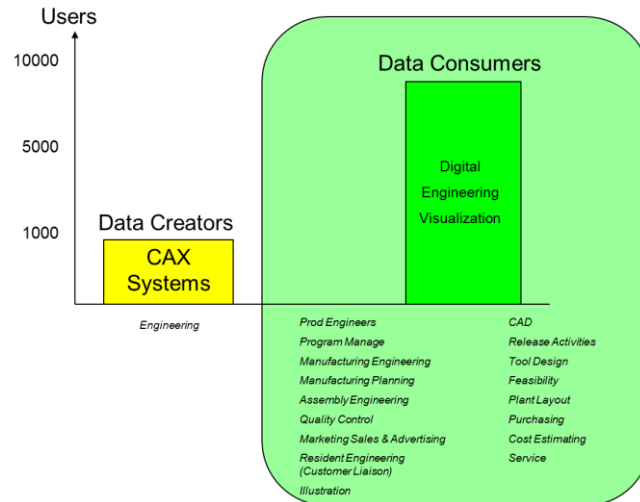 Users
10000
5000
1000
Data Creators
CAX
Systems
Engineering
Data Consumers
Digital
Engineering
Visualization
Prod Engineers
Program Manage
Manufacturing Engineering
Manufacturing Planning
Assembly Engineering
Quality Control
Marketing Sales & Advertising
Resident Engineering
(Customer Liaison)
Illustration
CAD
Release Activities
Tool Design
Feasibility
Plant Layout
Purchasing
Cost Estimating
Service